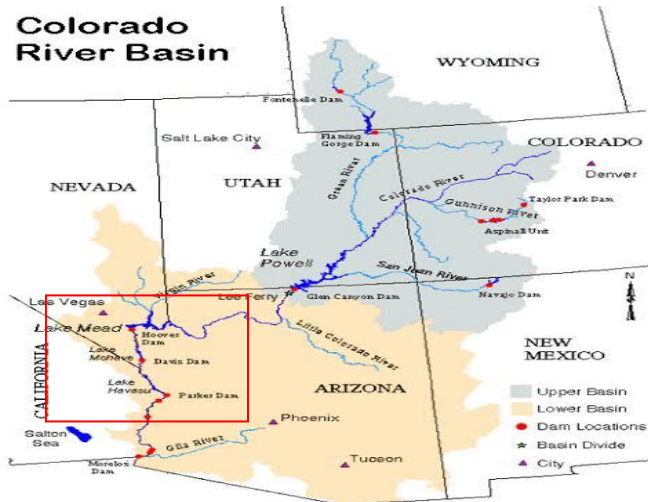 Colorado
River Basin
WYOMING
Fontenelle Dam
Flaming
Gorge Dam
Salt Lake City
COLORADO
Denver
NEVADA
UTAH
Green River
Colorado River
Gunnison River
Taylor Park Dam
Aspinall Unit
Lake
Powell
San Juan River
Navajo Dam
Virgin River
Lee Ferry
Glen Canyon Dam
N
Las Vegas
Lake Mead
Hoover
Dam
Lake
Mohave
Davis Dam
Little Colorado River
NEW
MEXICO
CALIFORNIA
Lake
Havasu
Parker Dam
ARIZONA
Upper Basin
Lower Basin
Dam Locations
Basin Divide
City
Phoenix
Salton
Sea
Gila River
Morelos
Dam
Tucson